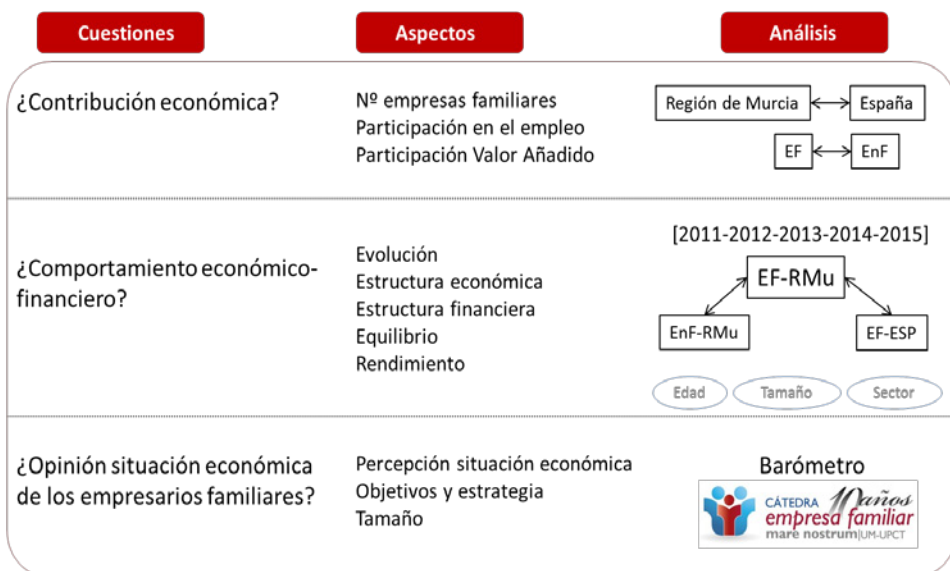 Cuestiones
Aspectos
Análisis
¿Contribución económica?
Nº empresas familiares
Participación en el empleo
Participación Valor Añadido
Región de Murcia
España
EF
EnF
¿Comportamiento económico-
financiero?
Evolución
Estructura económica
Estructura financiera
Equilibrio
Rendimiento
[2011-2012-2013-2014-2015]
EF-RMu
EnF-RMu
EF-ESP
Edad
Tamaño
Sector
¿Opinión situación económica
de los empresarios familiares?
Percepción situación económica
Objetivos y estrategia
Tamaño
Barómetro
CÁTEDRA 10años
empresa familiar
mare nostrum|UM-UPCT